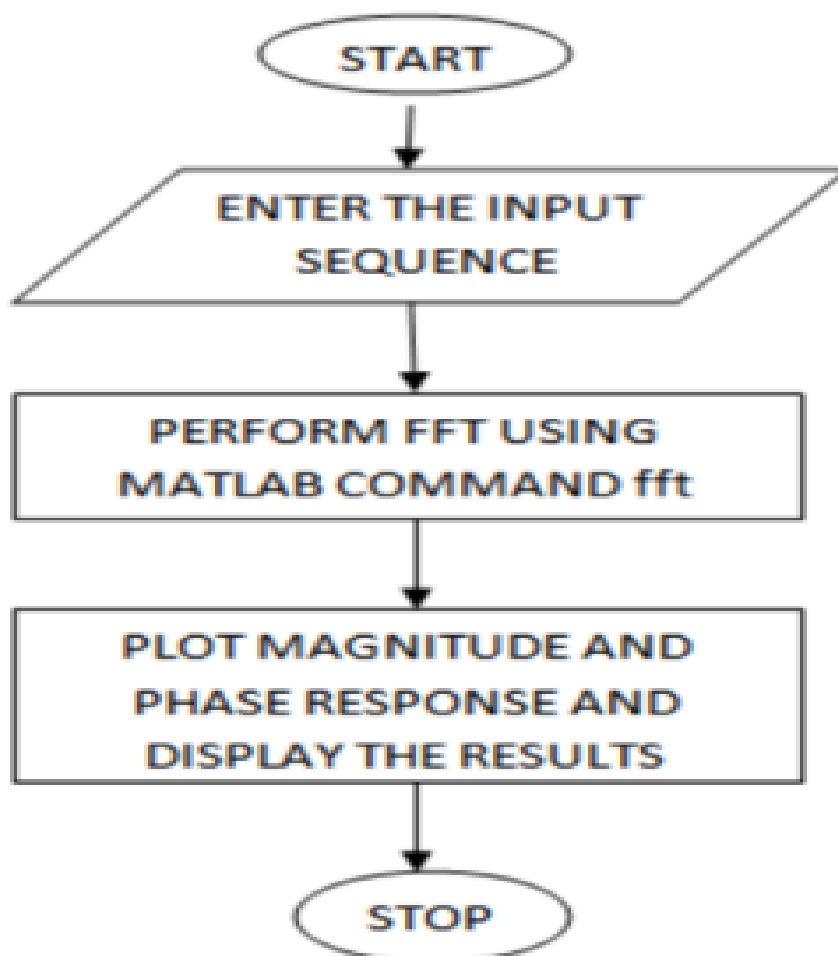 START
ENTER THE INPUT
SEQUENCE
PERFORM FFT USING
MATLAB COMMAND fft
PLOT MAGNITUDE AND
PHASE RESPONSE AND
DISPLAY THE RESULTS
STOP